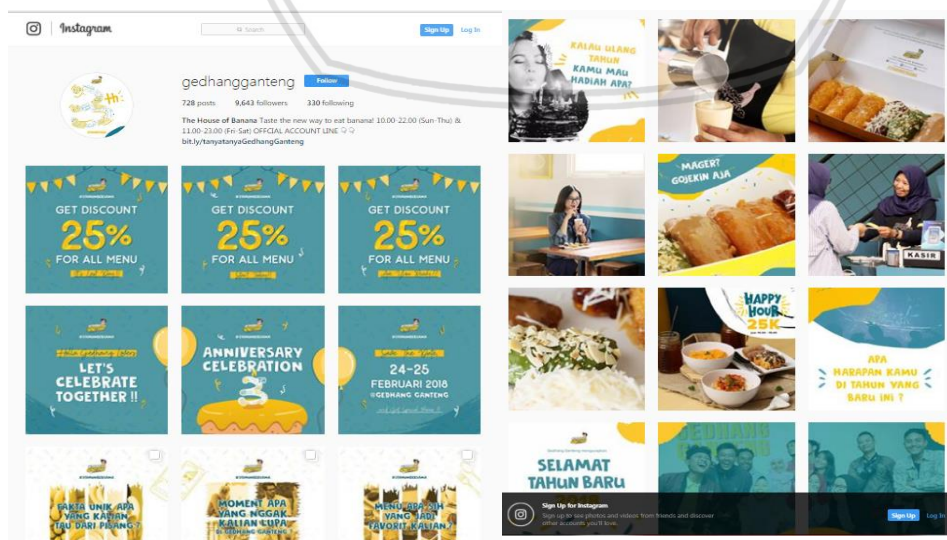 Instagram
Search
Sign Up Log In
gedhangganteng Follow
728 posts 9,643 followers 330 following
The House of Banana Taste the new way to eat banana! 10.00-22.00 (Sun-Thu) &
11.00-23.00 (Fri-Sat) OFFICIAL ACCOUNT LINE
bit.ly/tanyatanyaGedhangGanteng
GET DISCOUNT
25%
FOR ALL MENU
GET DISCOUNT
25%
FOR ALL MENU
GET DISCOUNT
25%
FOR ALL MENU
LET'S
CELEBRATE
TOGETHER !!
ANNIVERSARY
CELEBRATION
3
24-25
FEBRUARI 2018
@GEDHANG GANTENG
FAKTA UNIK APA
YANG KALIAN
TAU DARI PISANG?
MOMENT APA
YANG NGGAK
KALIAN LUPA
DI GEDHANG GANTENG?
MENU APA SIH
YANG JADI
FAVORIT KALIAN?
KALAU ULANG
TAHUN
KAMU MAU
HADIAH APA?
MAGER?
GOJEKIN AJA
KASIR
HAPPY
HOUR
25K
APA
HARAPAN KAMU
DI TAHUN YANG
BARU INI ?
SELAMAT
TAHUN BARU
GEDHANG
Sign Up for Instagram
Sign up to see photos and videos from friends and discover
other accounts you'll love.
Sign Up Log In